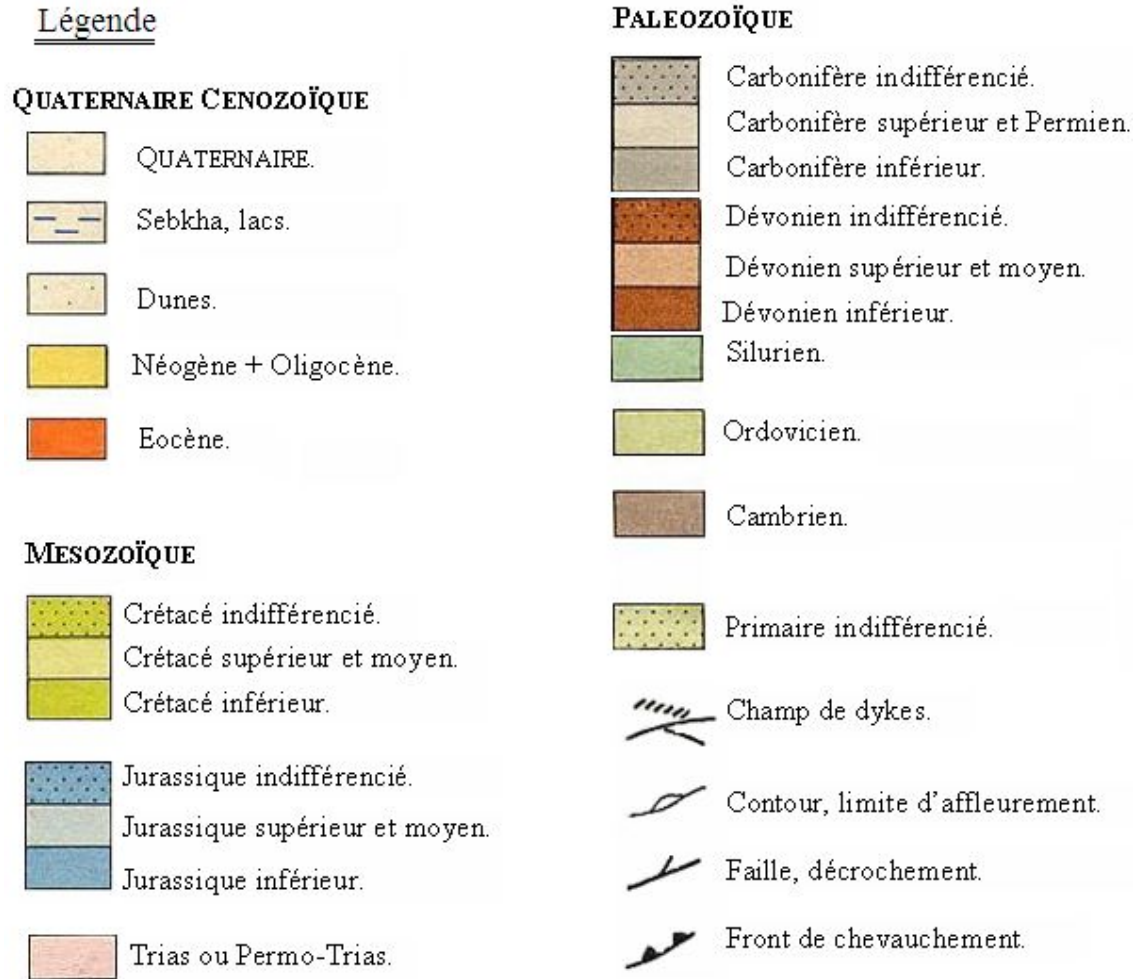 Légende
QUATERNAIRE CENOZOÏQUE
QUATERNAIRE.
Sebkha, lacs.
Dunes.
Néogène + Oligocène.
Eocène.
MESOZOÏQUE
Crétacé indifférencié.
Crétacé supérieur et moyen.
Crétacé inférieur.
Jurassique indifférencié.
Jurassique supérieur et moyen.
Jurassique inférieur.
Trias ou Permo-Trias.
PALEOZOÏQUE
Carbonifère indifférencié.
Carbonifère supérieur et Permien.
Carbonifère inférieur.
Dévonien indifférencié.
Dévonien supérieur et moyen.
Dévonien inférieur.
Silurien.
Ordovicien.
Cambrien.
Primaire indifférencié.
Champ de dykes.
Contour, limite d'affleurement.
Faille, décrochement.
Front de chevauchement.